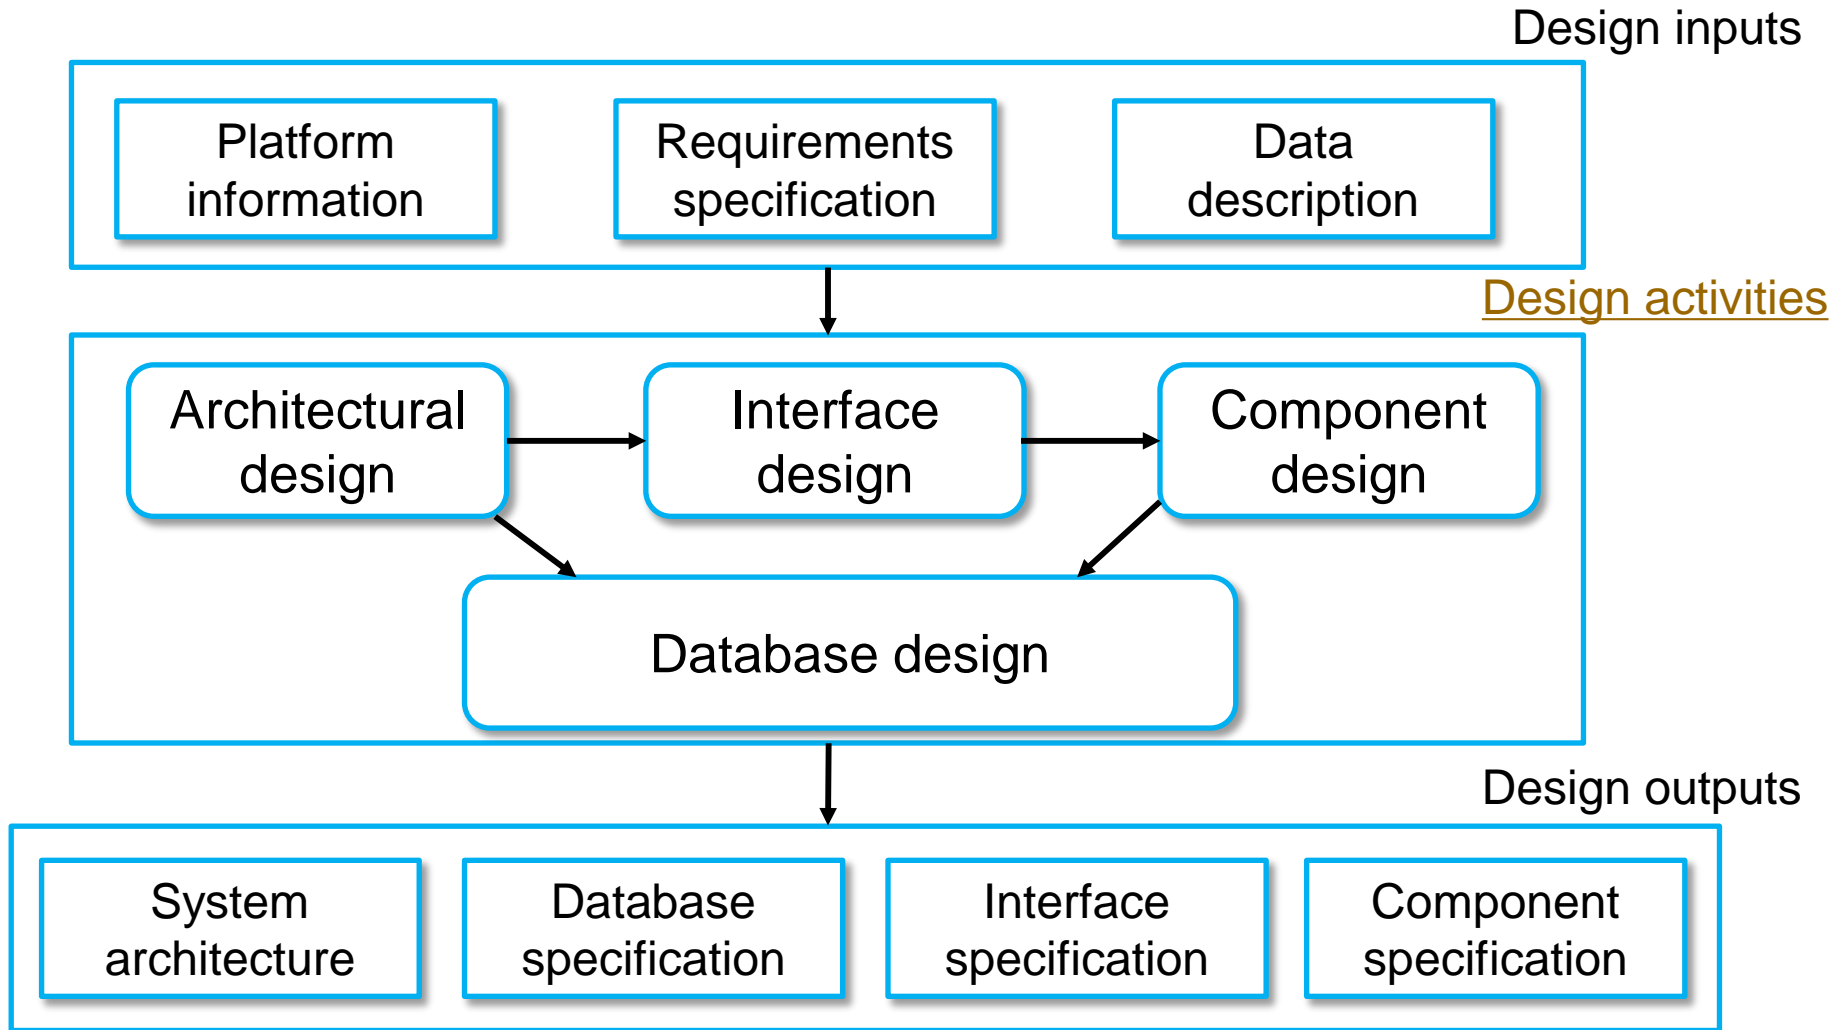 Design inputs
Platform
information
Requirements
specification
Data
description
Design activities
Architectural
design
Interface
design
Component
design
Database design
Design outputs
System
architecture
Database
specification
Interface
specification
Component
specification